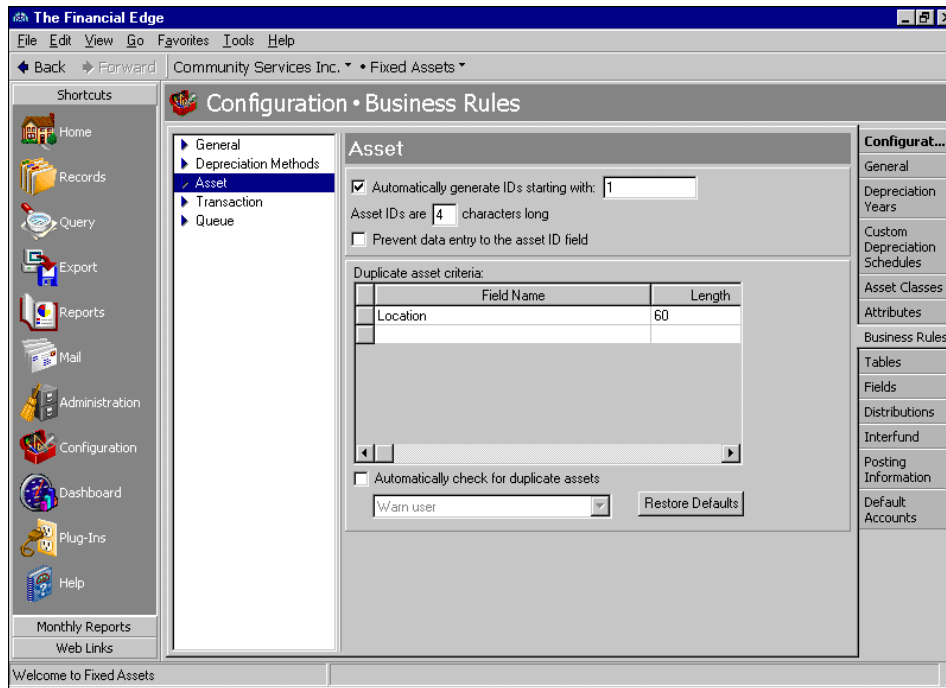 The Financial Edge
File Edit View Go Favorites Tools Help
Back Forward Community Services Inc. • Fixed Assets
Shortcuts
Home
Records
Query
Export
Reports
Mail
Administration
Configuration
Dashboard
Plug-Ins
Help
Monthly Reports
Web Links
Configuration • Business Rules
General
Depreciation Methods
Asset
Transaction
Queue
Asset
Automatically generate IDs starting with: 1
Asset IDs are 4 characters long
Prevent data entry to the asset ID field
Duplicate asset criteria:
Field Name Length
Location 60
Automatically check for duplicate assets
Warn user
Restore Defaults
Configurat...
General
Depreciation
Years
Custom
Depreciation
Schedules
Asset Classes
Attributes
Business Rules
Tables
Fields
Distributions
Interfund
Posting
Information
Default
Accounts
Welcome to Fixed Assets